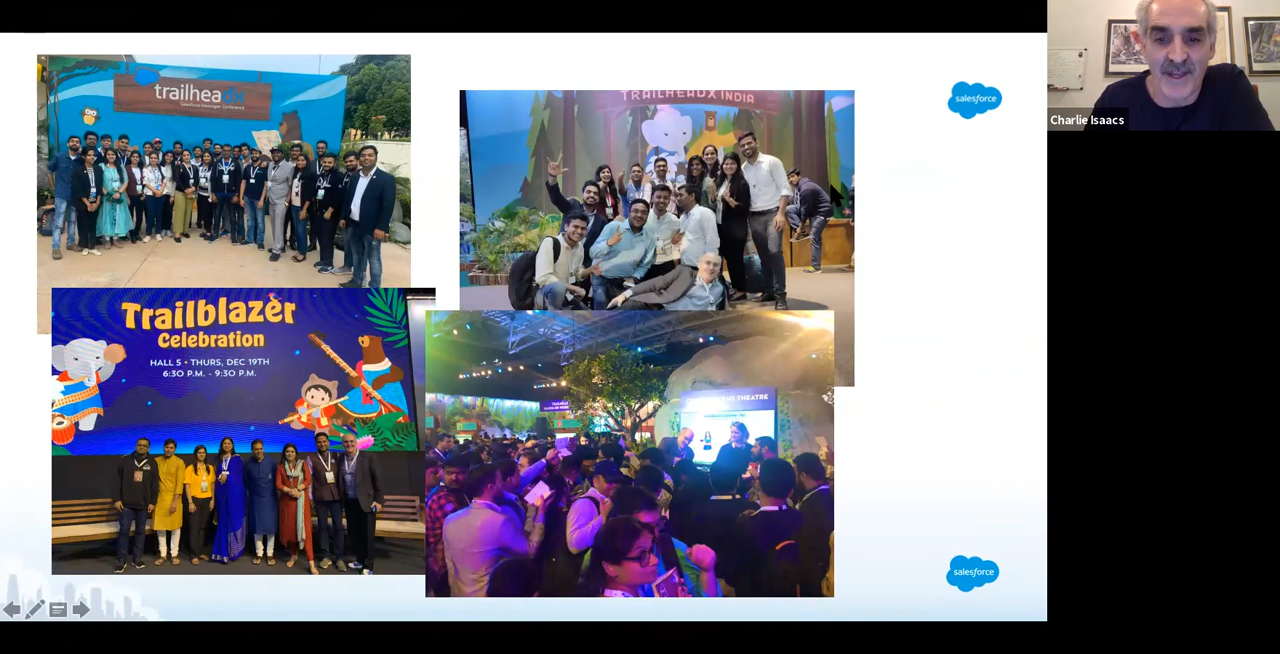 trailheadx
Salesforce Developer Conference
TRAILHEADX INDIA
salesforce
Charlie Isaacs
Trailblazer
Celebration
HALL 5 • THURS, DEC 19TH
6:30 P.M. - 9:30 P.M.
THEATRE
salesforce